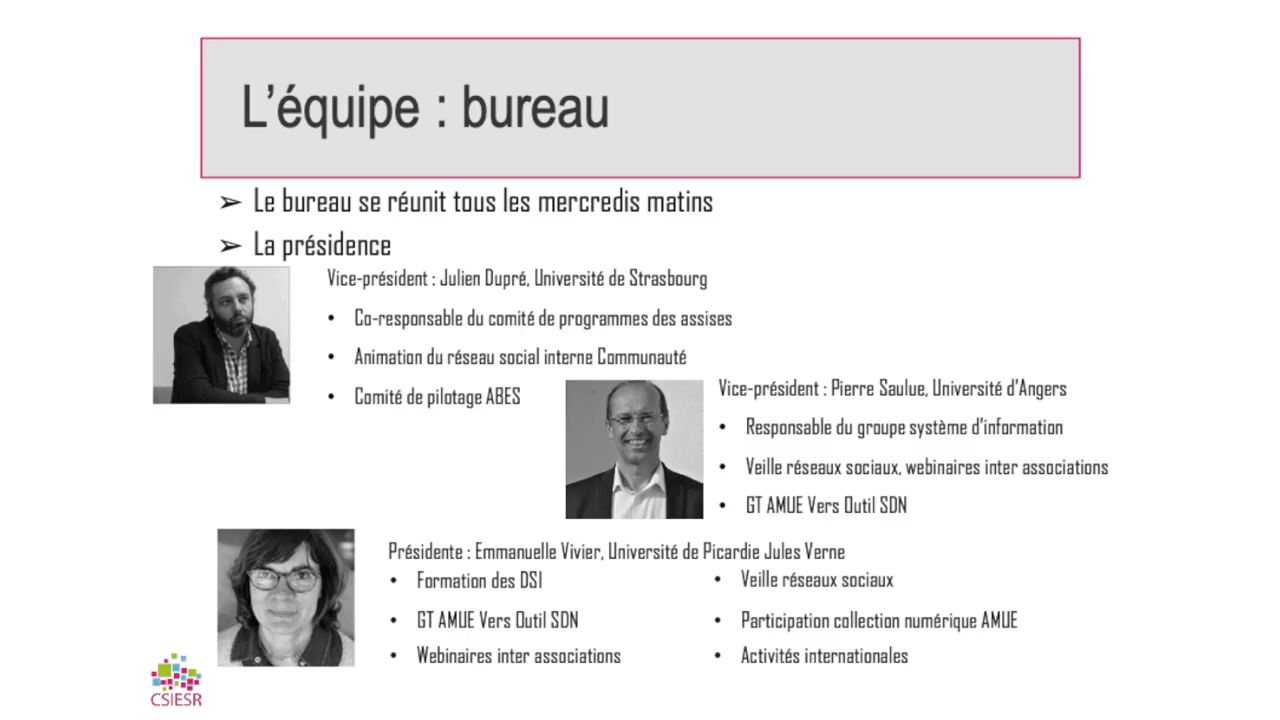 L'équipe : bureau
➢ Le bureau se réunit tous les mercredis matins
➢ La présidence
Vice-président : Julien Dupré, Université de Strasbourg
• Co-responsable du comité de programmes des assises
• Animation du réseau social interne Communauté
• Comité de pilotage ABES
Vice-président : Pierre Saulue, Université d'Angers
• Responsable du groupe système d'information
• Veille réseaux sociaux, webinaires inter associations
• GT AMUE Vers Outil SDN
Présidente : Emmanuelle Vivier, Université de Picardie Jules Verne
• Formation des DSI
• GT AMUE Vers Outil SDN
• Webinaires inter associations
• Veille réseaux sociaux
• Participation collection numérique AMUE
• Activités internationales
CSIESR